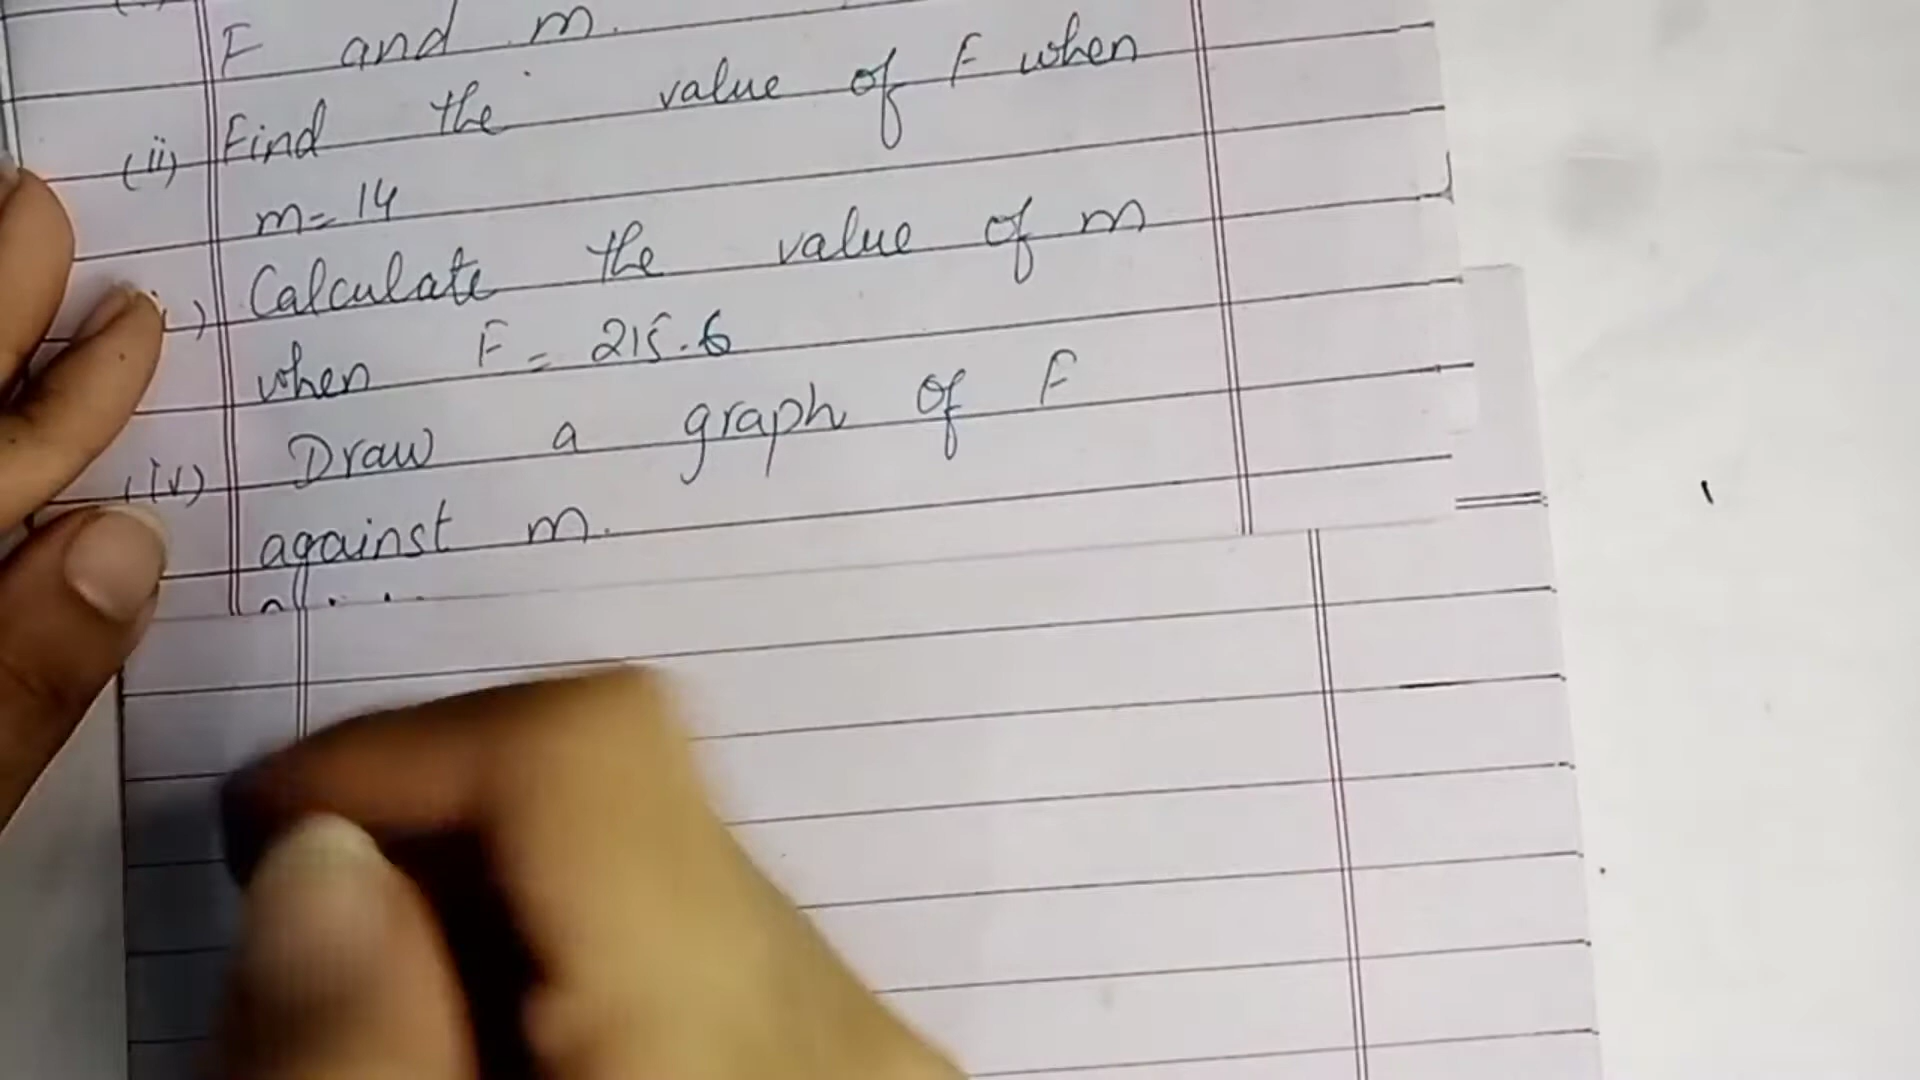 F and m.
(ii) Find the value of F when
m = 14
i) Calculate the value of m
when F = 215.6
(iv) Draw a graph of F
against m.